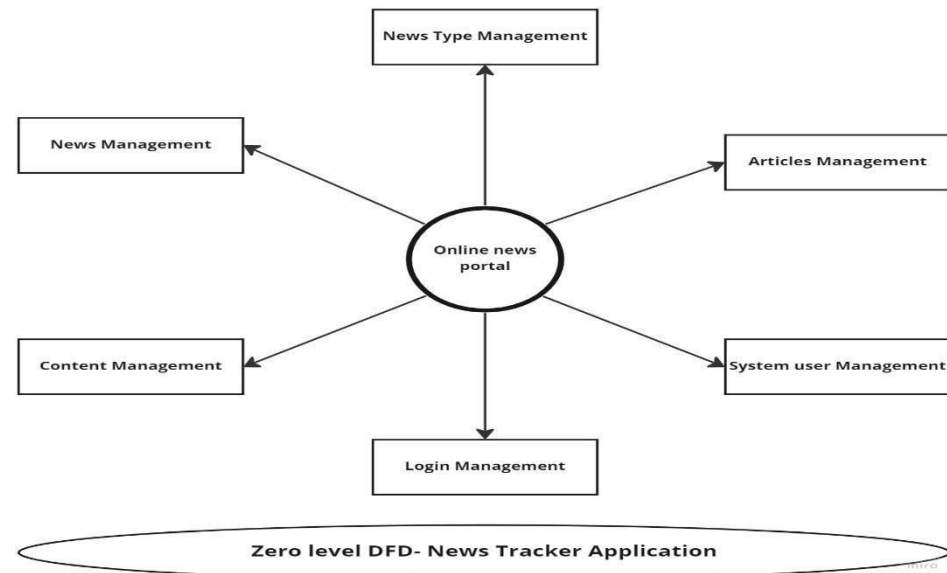 News Type Management
News Management
Articles Management
Online news
portal
Content Management
System user Management
Login Management
Zero level DFD- News Tracker Application
miro